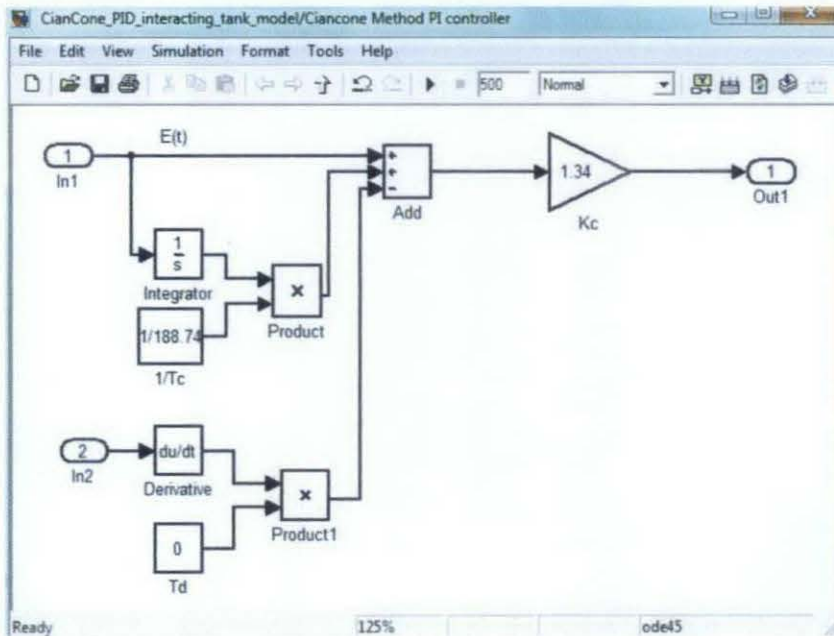 CianCone_PID_interacting_tank_model/Ciancone Method PI controller
File Edit View Simulation Format Tools Help
500 Normal
E(t)
1
In1
+
+
-
Add
1.34
Kc
1
Out1
1
s
Integrator
×
Product
1/188.74
1/Tc
2
In2
du/dt
Derivative
×
Product1
0
Td
Ready 125% ode45